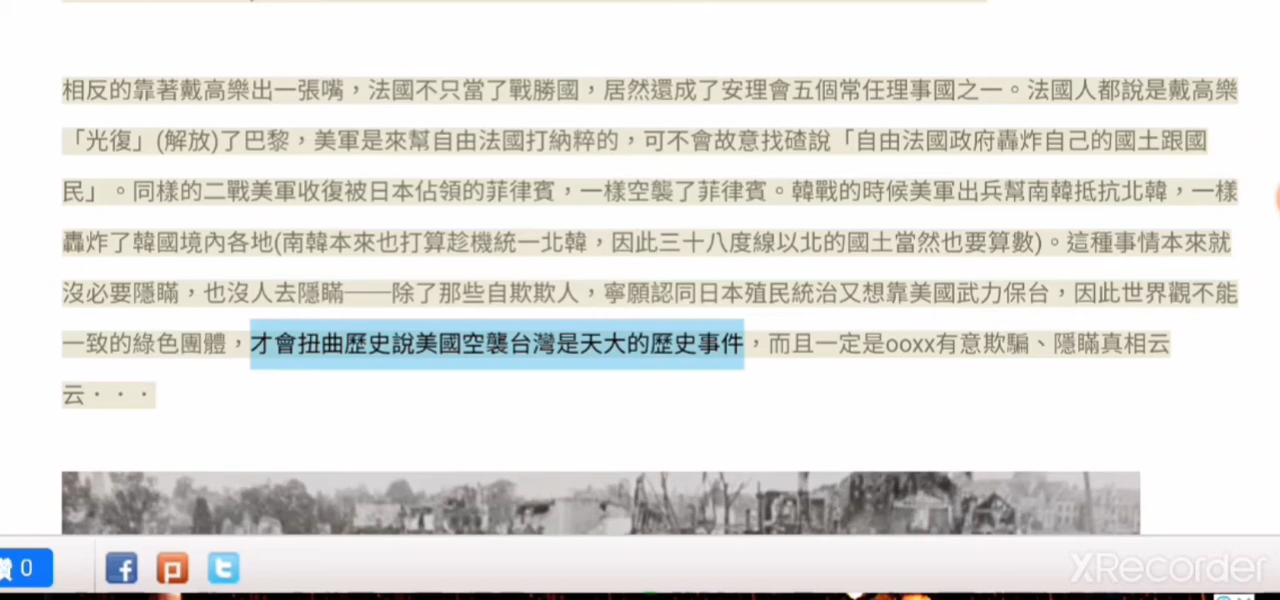 相反的靠著戴高樂出一張嘴，法國不只當了戰勝國，居然還成了安理會五個常任理事國之一。法國人都說是戴高樂
「光復」(解放)了巴黎，美軍是來幫自由法國打納粹的，可不會故意找碴說「自由法國政府轟炸自己的國土跟國
民」。同樣的二戰美軍收復被日本佔領的菲律賓，一樣空襲了菲律賓。韓戰的時候美軍出兵幫南韓抵抗北韓，一樣
轟炸了韓國境內各地(南韓本來也打算趁機統一北韓，因此三十八度線以北的國土當然也要算數)。這種事情本來就
沒必要隱瞞，也沒人去隱瞞——除了那些自欺欺人，寧願認同日本殖民統治又想靠美國武力保台，因此世界觀不能
一致的綠色團體，才會扭曲歷史說美國空襲台灣是天大的歷史事件，而且一定是ooxx有意欺騙、隱瞞真相云
云．．．
讚 0
XRecorder